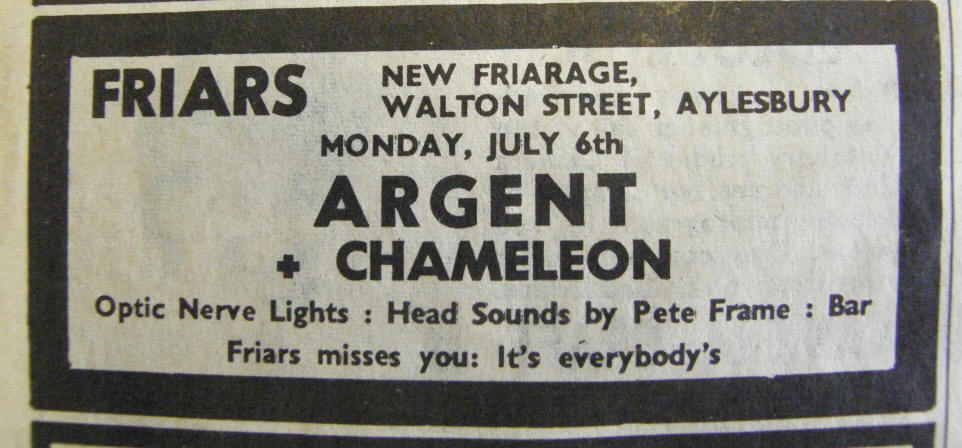 FRIARS
NEW FRIARAGE,
WALTON STREET, AYLESBURY
MONDAY, JULY 6th
ARGENT
+ CHAMELEON
Optic Nerve Lights : Head Sounds by Pete Frame : Bar
Friars misses you: It's everybody's